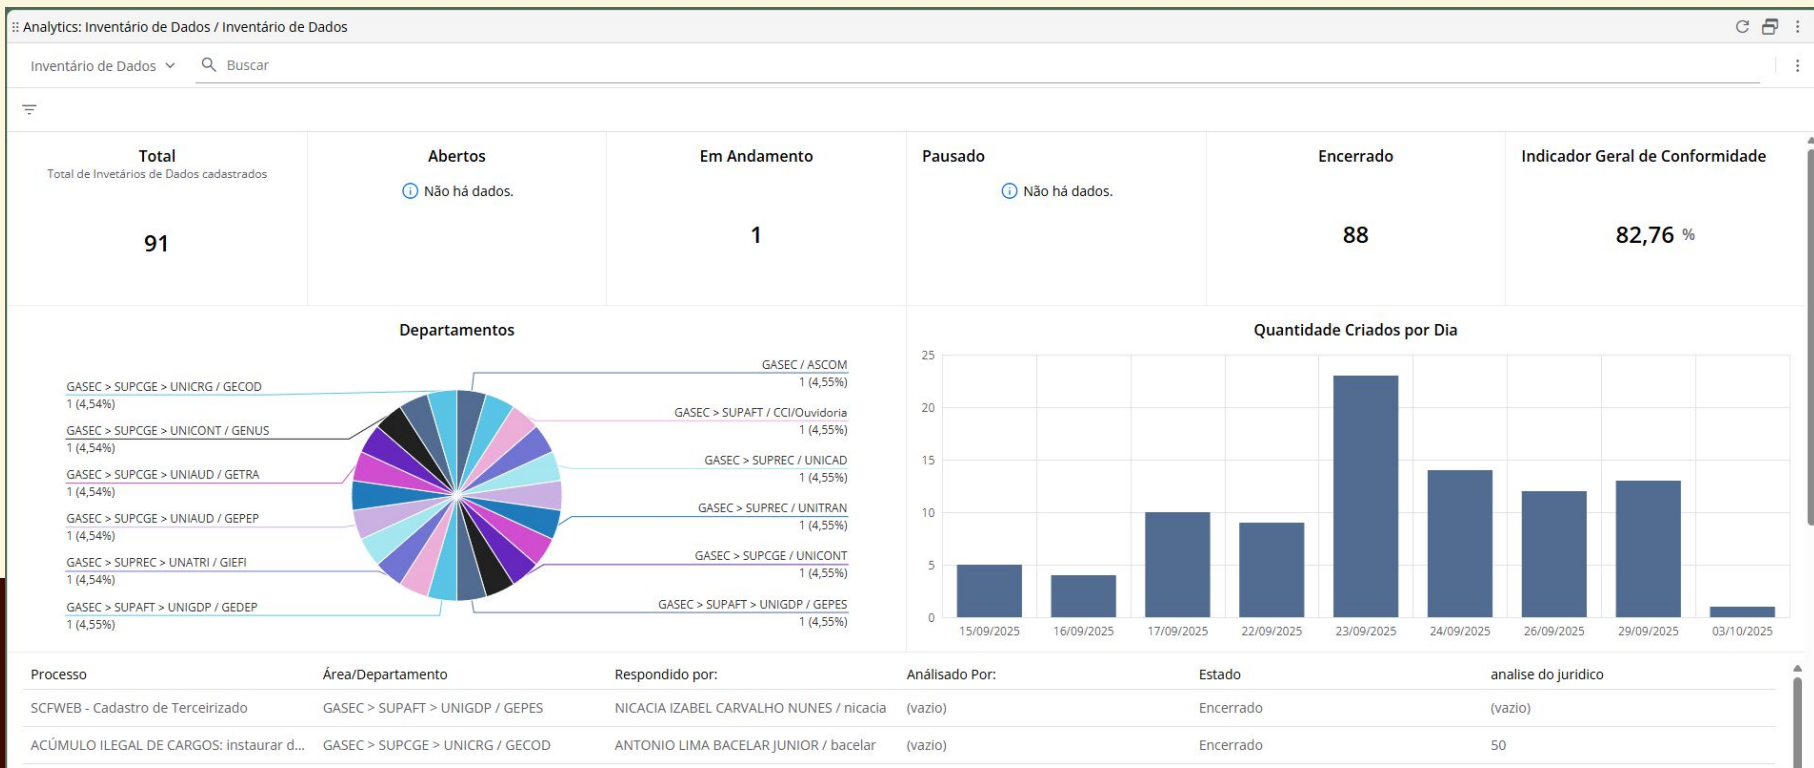 Analytics: Inventário de Dados / Inventário de Dados
Inventário de Dados
Buscar
Total
Total de Invetários de Dados cadastrados
91
Abertos
Não há dados.
Em Andamento
1
Pausado
Não há dados.
Encerrado
88
Indicador Geral de Conformidade
82,76 %
Departamentos
GASEC > SUPCGE > UNICRG / GECOD
1 (4,54%)
GASEC > SUPCGE > UNICONT / GENUS
1 (4,54%)
GASEC > SUPCGE > UNIAUD / GETRA
1 (4,54%)
GASEC > SUPCGE > UNIAUD / GEPEP
1 (4,54%)
GASEC > SUPREC > UNATRI / GIEFI
1 (4,54%)
GASEC > SUPAFT > UNIGDP / GEDEP
1 (4,55%)
GASEC / ASCOM
1 (4,55%)
GASEC > SUPAFT / CCI/Ouvidoria
1 (4,55%)
GASEC > SUPREC / UNICAD
1 (4,55%)
GASEC > SUPREC / UNITRAN
1 (4,55%)
GASEC > SUPCGE / UNICONT
1 (4,55%)
GASEC > SUPAFT > UNIGDP / GEPES
1 (4,55%)
Quantidade Criados por Dia
25
20
15
10
5
0
15/09/2025 16/09/2025 17/09/2025 22/09/2025 23/09/2025 24/09/2025 26/09/2025 29/09/2025 03/10/2025
Processo Área/Departamento Respondido por: Análisado Por: Estado analise do juridico
SCFWEB - Cadastro de Terceirizado GASEC > SUPAFT > UNIGDP / GEPES NICACIA IZABEL CARVALHO NUNES / nicacia (vazio) Encerrado (vazio)
ACÚMULO ILEGAL DE CARGOS: instaurar d... GASEC > SUPCGE > UNICRG / GECOD ANTONIO LIMA BACELAR JUNIOR / bacelar (vazio) Encerrado 50